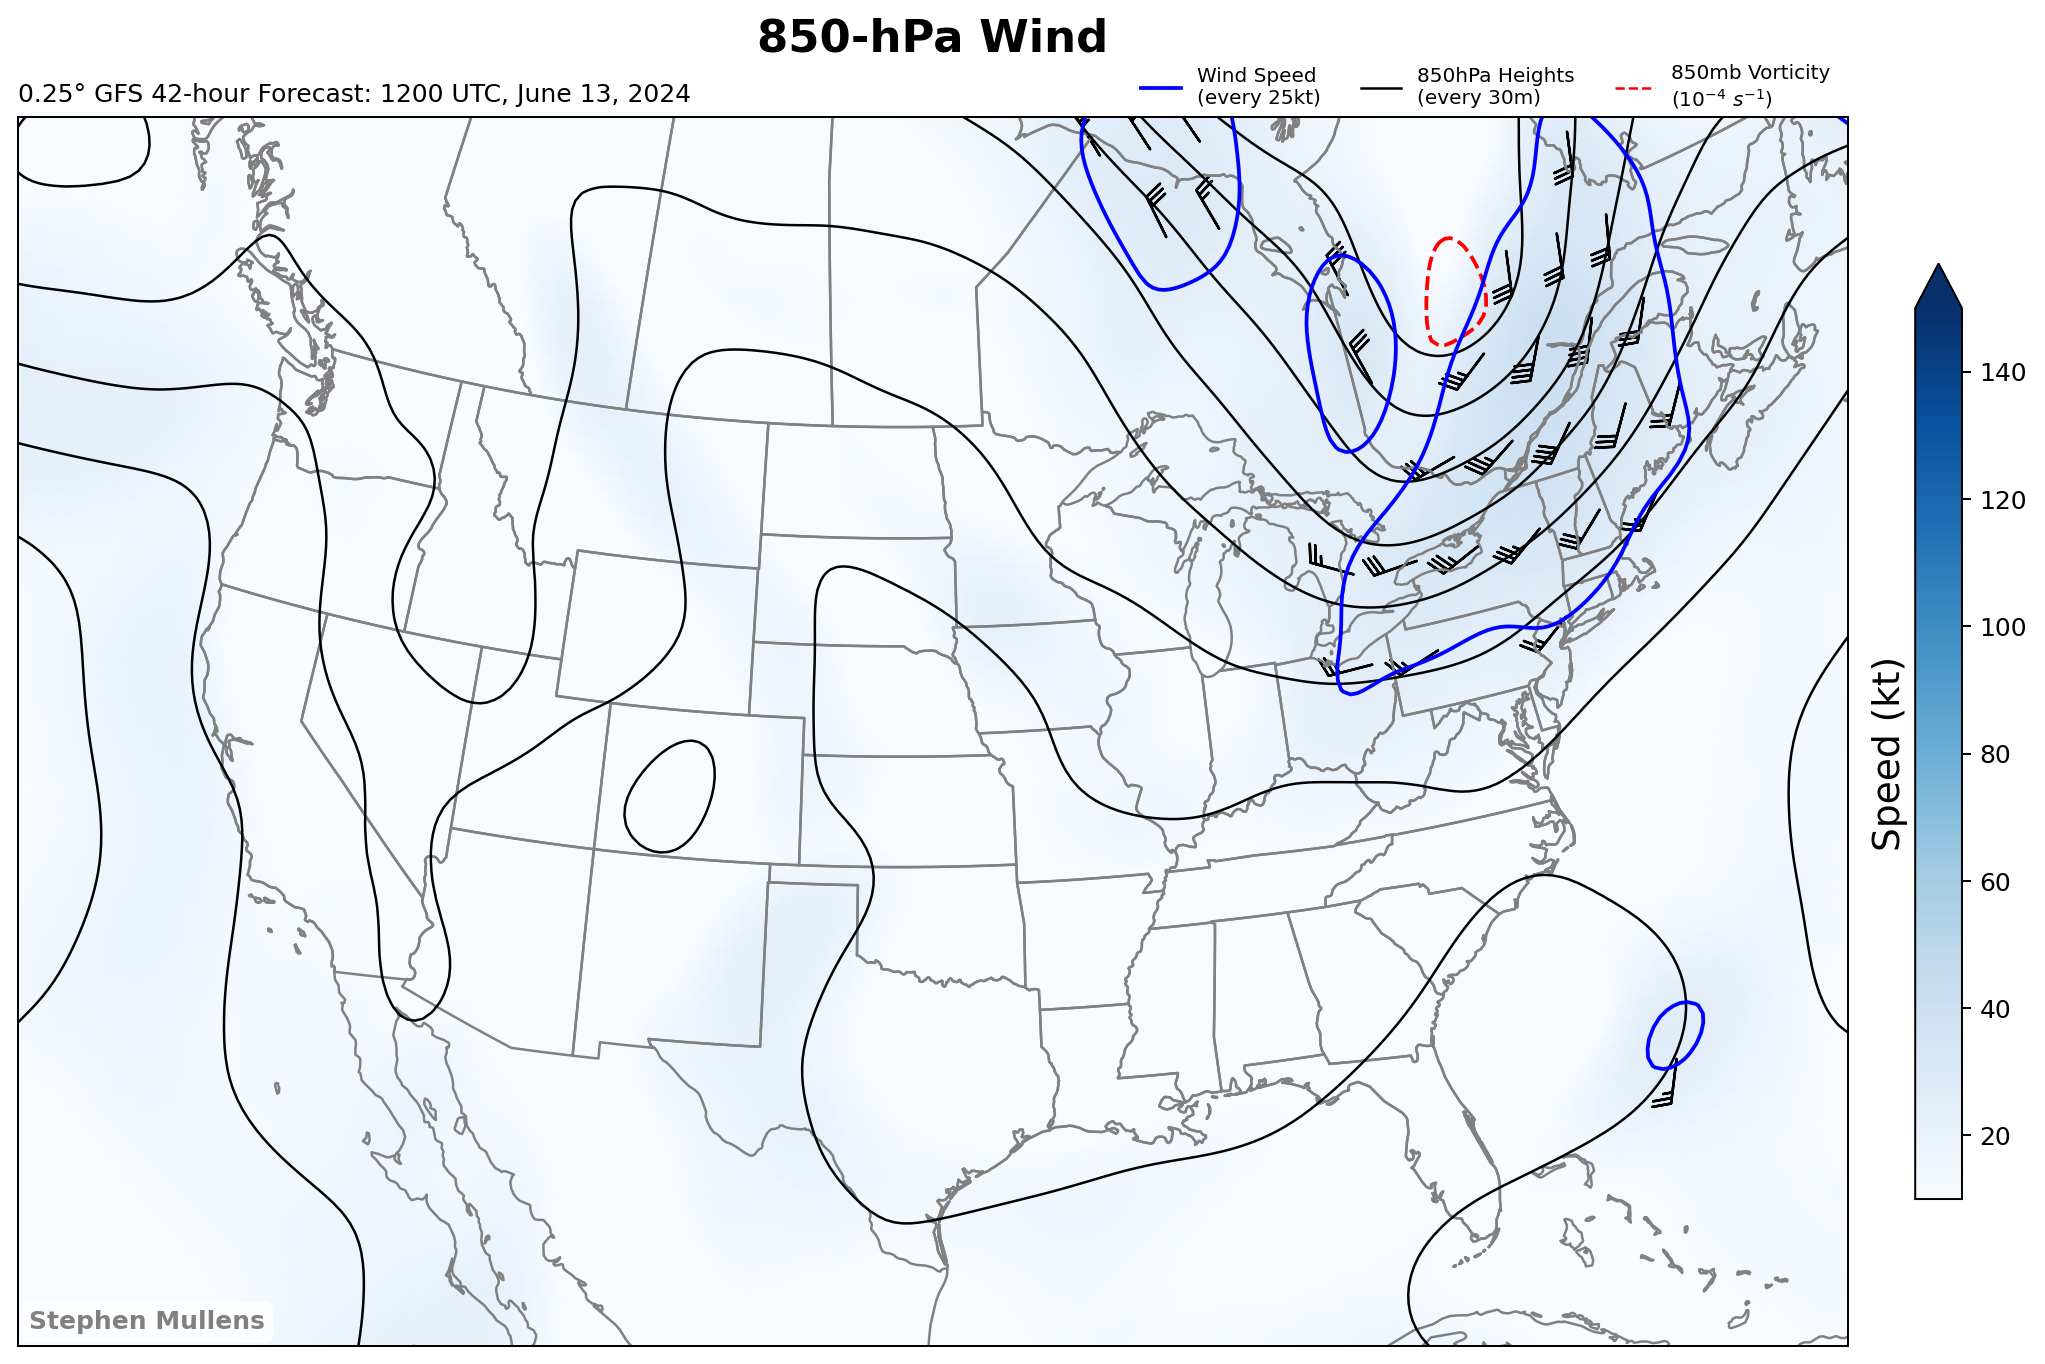 850-hPa Wind
0.25° GFS 42-hour Forecast: 1200 UTC, June 13, 2024
Wind Speed
(every 25kt)
850hPa Heights
(every 30m)
850mb Vorticity
(10⁻⁴ s⁻¹)
140
120
100
80
60
40
20
Speed (kt)
Stephen Mullens